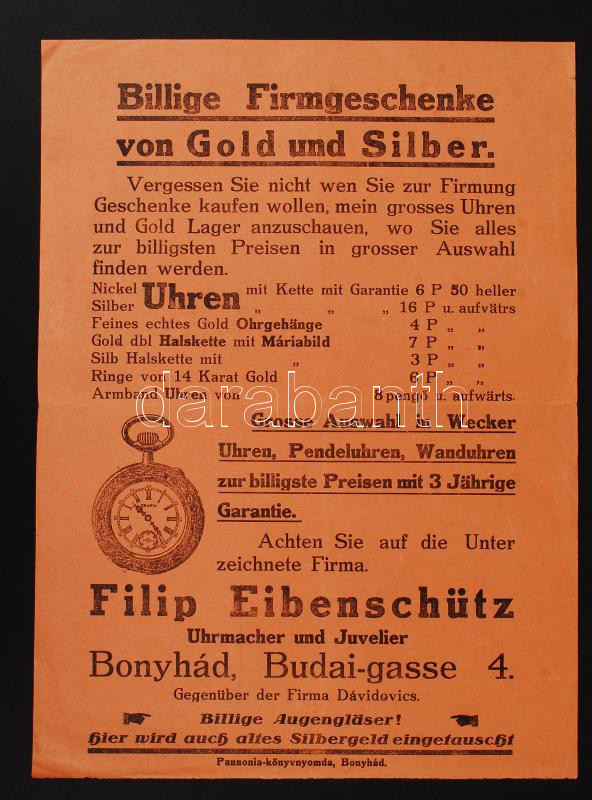 Billige Firmgeschenke
von Gold und Silber.
Vergessen Sie nicht wen Sie zur Firmung
Geschenke kaufen wollen, mein grosses Uhren
und Gold Lager anzuschauen, wo Sie alles
zur billigsten Preisen in grosser Auswahl
finden werden.
Nickel Uhren mit Kette mit Garantie 6 P 50 heller
Silber „ „ „ 16 P u. aufvätrs
Feines echtes Gold Ohrgehänge 4 P „ „
Gold dbl Halskette mit Máriabild 7 P „ „
Silb Halskette mit „ 3 P „ „
Ringe von 14 Karat Gold 6 P „ „
Armband Uhren von 8 pengő u. aufwärts.
darabanth
Grosse Auswahl in Wecker
Uhren, Pendeluhren, Wanduhren
zur billigste Preisen mit 3 Jährige
Garantie.
Achten Sie auf die Unter
zeichnete Firma.
Filip Eibenschütz
Uhrmacher und Juvelier
Bonyhád, Budai-gasse 4.
Gegenüber der Firma Dávidovics.
Billige Augengläser!
Hier wird auch altes Silbergeld eingetauscht
Pannonia-könyvnyomda, Bonyhád.